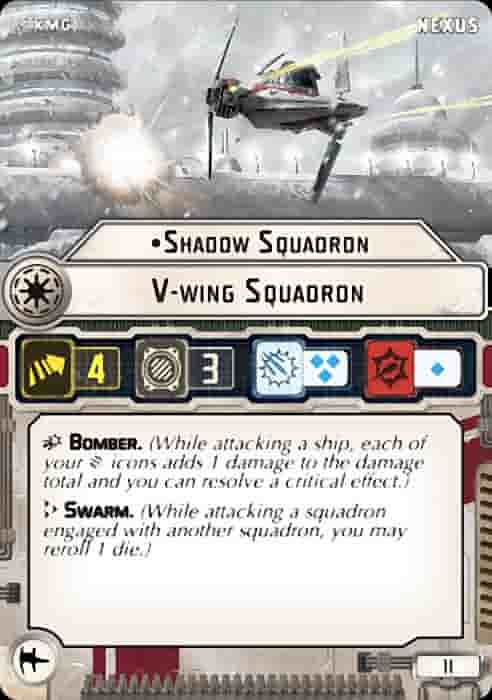 KMG
NEXUS
•SHADOW SQUADRON
V-WING SQUADRON
4
3
BOMBER. (While attacking a ship, each of
your icons adds 1 damage to the damage
total and you can resolve a critical effect.)
SWARM. (While attacking a squadron
engaged with another squadron, you may
reroll 1 die.)
11